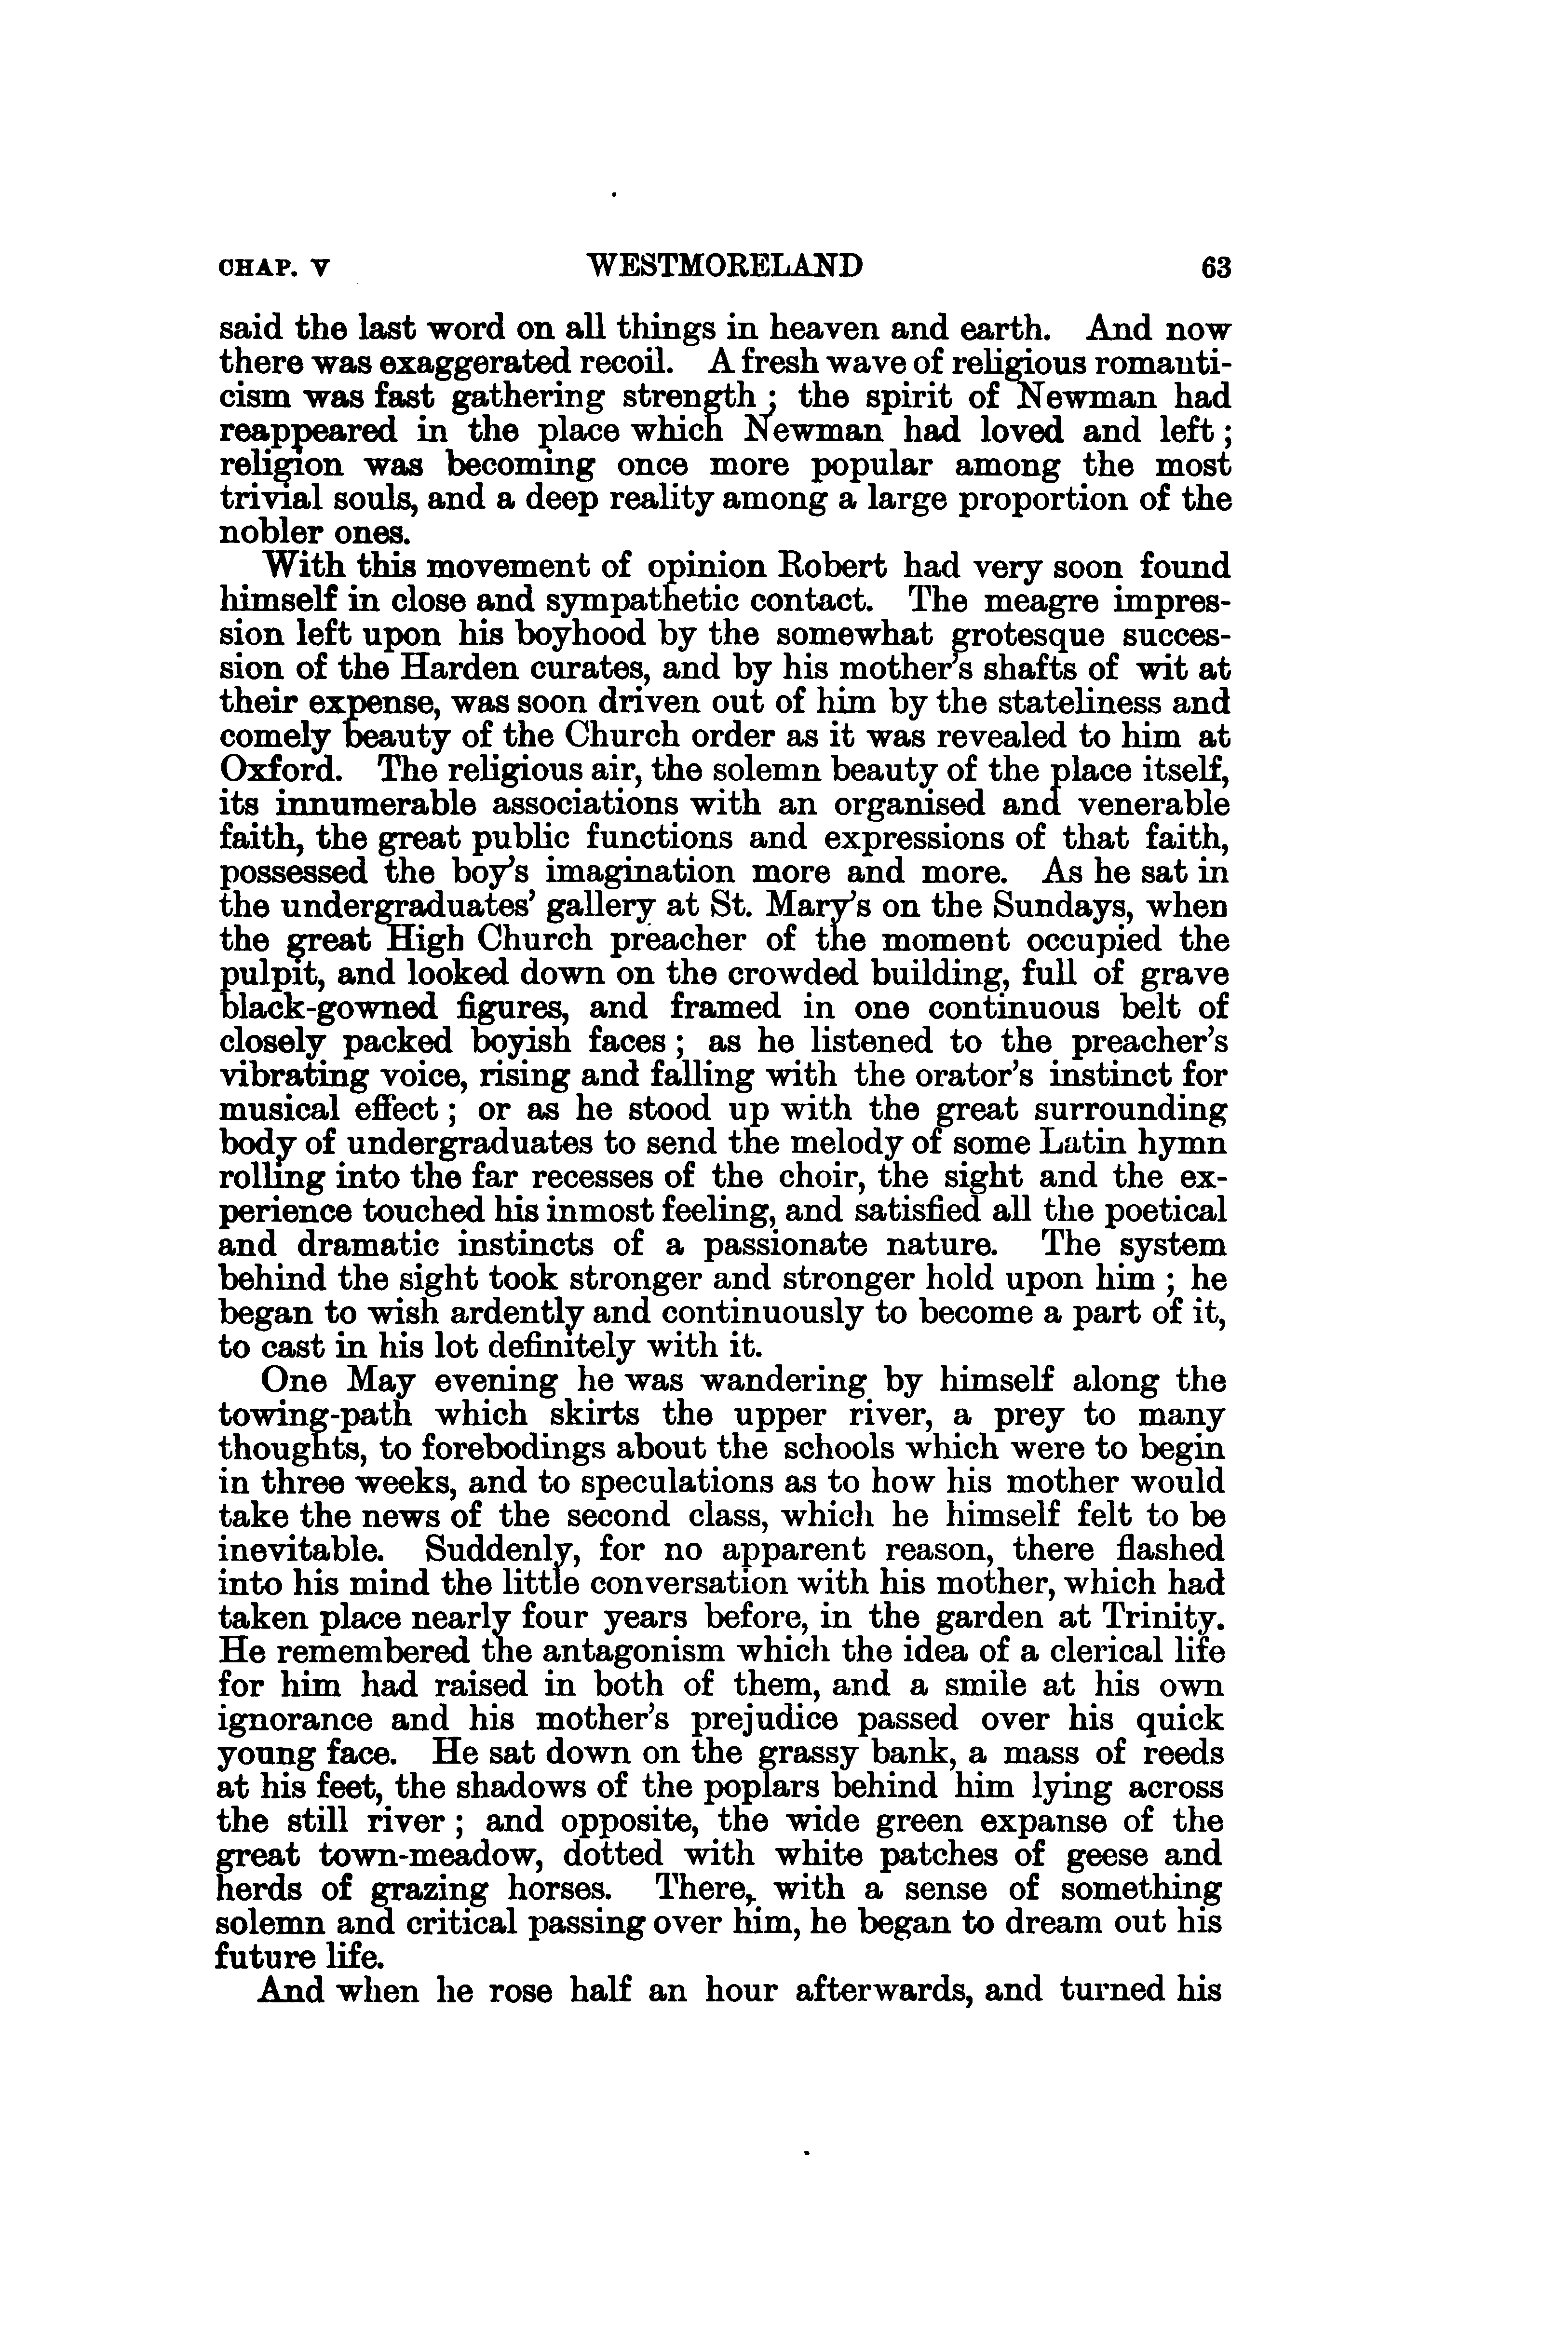 CHAP. V WESTMORELAND 63
said the last word on all things in heaven and earth. And now
there was exaggerated recoil. A fresh wave of religious romanti-
cism was fast gathering strength ; the spirit of Newman had
reappeared in the place which Newman had loved and left ;
religion was becoming once more popular among the most
trivial souls, and a deep reality among a large proportion of the
nobler ones.
With this movement of opinion Robert had very soon found
himself in close and sympathetic contact. The meagre impres-
sion left upon his boyhood by the somewhat grotesque succes-
sion of the Harden curates, and by his mother's shafts of wit at
their expense, was soon driven out of him by the stateliness and
comely beauty of the Church order as it was revealed to him at
Oxford. The religious air, the solemn beauty of the place itself,
its innumerable associations with an organised and venerable
faith, the great public functions and expressions of that faith,
possessed the boy's imagination more and more. As he sat in
the undergraduates' gallery at St. Mary's on the Sundays, when
the great High Church preacher of the moment occupied the
pulpit, and looked down on the crowded building, full of grave
black-gowned figures, and framed in one continuous belt of
closely packed boyish faces ; as he listened to the preacher's
vibrating voice, rising and falling with the orator's instinct for
musical effect ; or as he stood up with the great surrounding
body of undergraduates to send the melody of some Latin hymn
rolling into the far recesses of the choir, the sight and the ex-
perience touched his inmost feeling, and satisfied all the poetical
and dramatic instincts of a passionate nature. The system
behind the sight took stronger and stronger hold upon him ; he
began to wish ardently and continuously to become a part of it,
to cast in his lot definitely with it.
One May evening he was wandering by himself along the
towing-path which skirts the upper river, a prey to many
thoughts, to forebodings about the schools which were to begin
in three weeks, and to speculations as to how his mother would
take the news of the second class, which he himself felt to be
inevitable. Suddenly, for no apparent reason, there flashed
into his mind the little conversation with his mother, which had
taken place nearly four years before, in the garden at Trinity.
He remembered the antagonism which the idea of a clerical life
for him had raised in both of them, and a smile at his own
ignorance and his mother's prejudice passed over his quick
young face. He sat down on the grassy bank, a mass of reeds
at his feet, the shadows of the poplars behind him lying across
the still river ; and opposite, the wide green expanse of the
great town-meadow, dotted with white patches of geese and
herds of grazing horses. There, with a sense of something
solemn and critical passing over him, he began to dream out his
future life.
And when he rose half an hour afterwards, and turned his